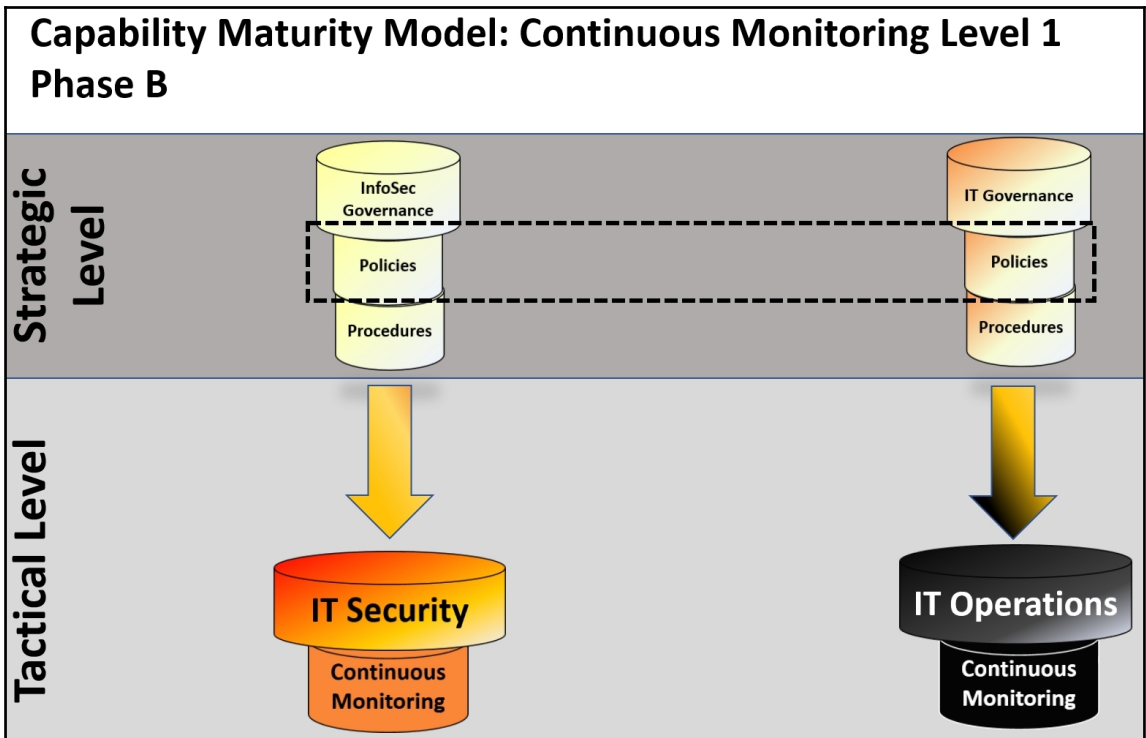 Capability Maturity Model: Continuous Monitoring Level 1
Phase B
Strategic
Level
InfoSec
Governance
Policies
Procedures
IT Governance
Policies
Procedures
Tactical Level
IT Security
Continuous
Monitoring
IT Operations
Continuous
Monitoring